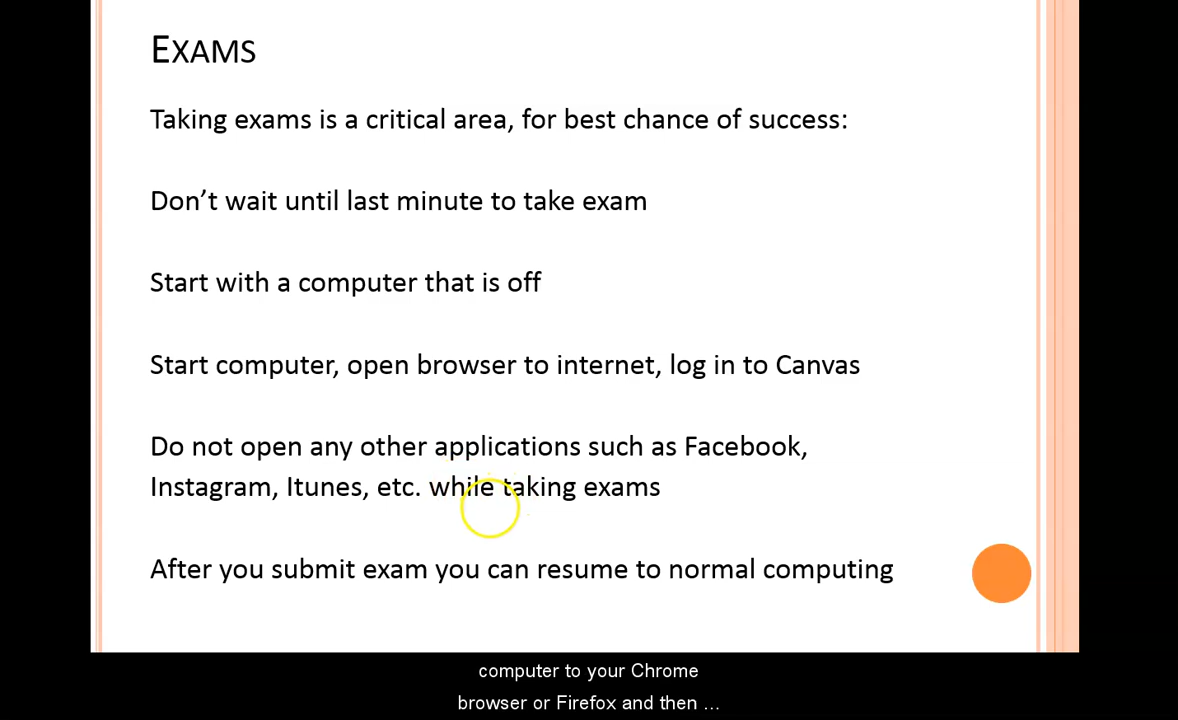 EXAMS
Taking exams is a critical area, for best chance of success:
Don’t wait until last minute to take exam
Start with a computer that is off
Start computer, open browser to internet, log in to Canvas
Do not open any other applications such as Facebook,
Instagram, Itunes, etc. while taking exams
After you submit exam you can resume to normal computing
computer to your Chrome
browser or Firefox and then ...